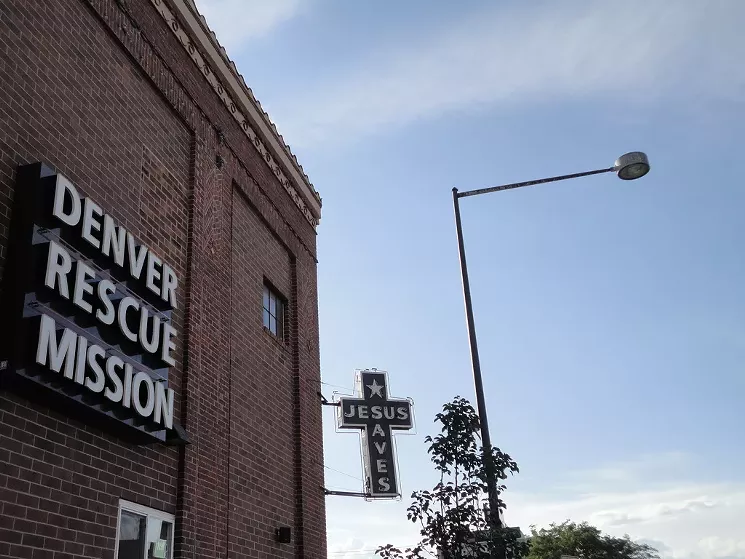 DENVER
RESCUE
MISSION
JESUS
SAVES